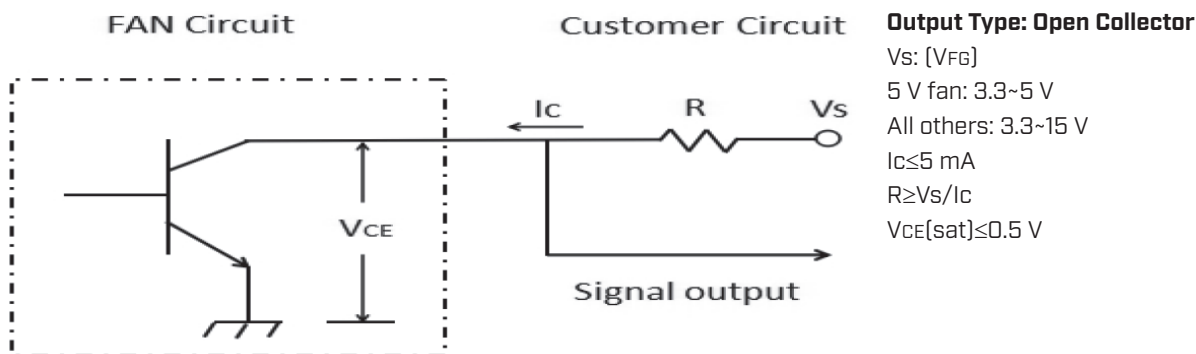 FAN Circuit
Customer Circuit
Ic
R
Vs
VCE
Signal output
Output Type: Open Collector
Vs: (VFG)
5 V fan: 3.3~5 V
All others: 3.3~15 V
Ic≤5 mA
R≥Vs/Ic
VCE(sat)≤0.5 V